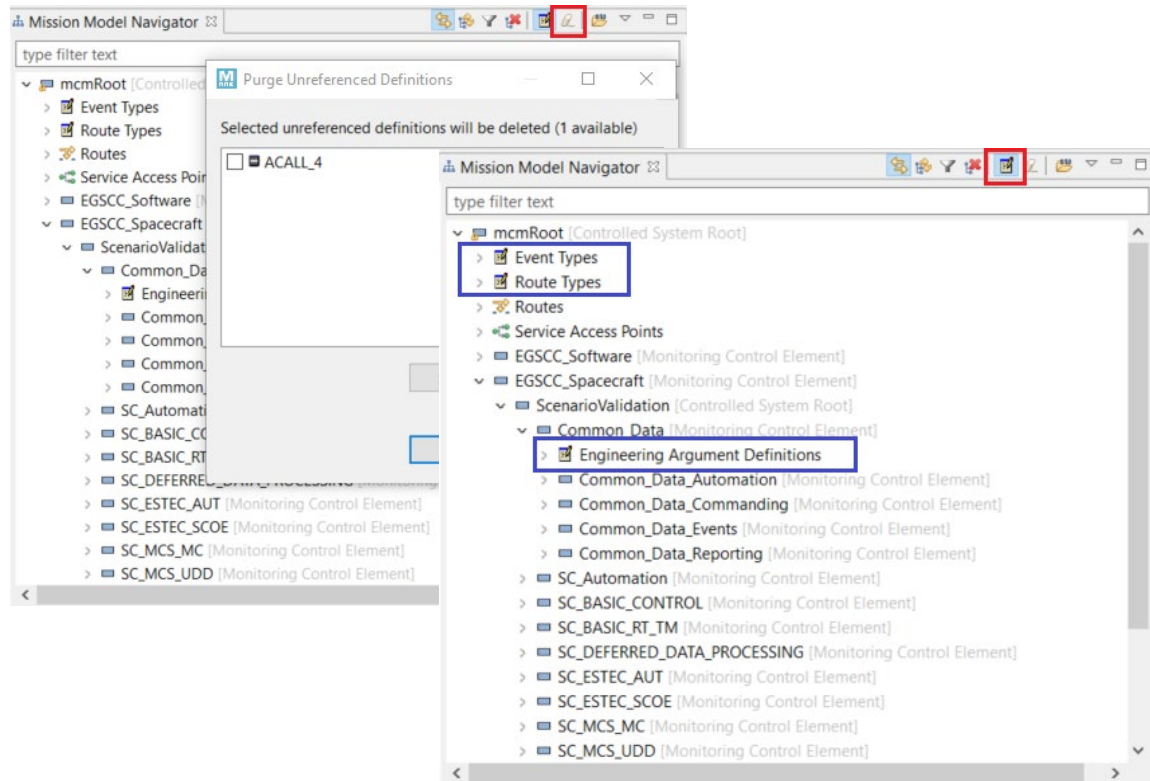 Mission Model Navigator
type filter text
mcmRoot [Controlled
Event Types
Route Types
Routes
Service Access Poin
EGSCC_Software
EGSCC_Spacecraft
ScenarioValidat
Common_Da
Engineeri
Common_
Common_
Common_
Common_
SC_Automati
SC_BASIC_CO
SC_BASIC_RT
SC_DEFERRED_DATA_PROCESSING [Monitoring
SC_ESTEC_AUT [Monitoring Control Element]
SC_ESTEC_SCOE [Monitoring Control Element]
SC_MCS_MC [Monitoring Control Element]
SC_MCS_UDD [Monitoring Control Element]
Purge Unreferenced Definitions
Selected unreferenced definitions will be deleted (1 available)
ACALL_4
Mission Model Navigator
type filter text
mcmRoot [Controlled System Root]
Event Types
Route Types
Routes
Service Access Points
EGSCC_Software [Monitoring Control Element]
EGSCC_Spacecraft [Monitoring Control Element]
ScenarioValidation [Controlled System Root]
Common_Data [Monitoring Control Element]
Engineering Argument Definitions
Common_Data_Automation [Monitoring Control Element]
Common_Data_Commanding [Monitoring Control Element]
Common_Data_Events [Monitoring Control Element]
Common_Data_Reporting [Monitoring Control Element]
SC_Automation [Monitoring Control Element]
SC_BASIC_CONTROL [Monitoring Control Element]
SC_BASIC_RT_TM [Monitoring Control Element]
SC_DEFERRED_DATA_PROCESSING [Monitoring Control Element]
SC_ESTEC_AUT [Monitoring Control Element]
SC_ESTEC_SCOE [Monitoring Control Element]
SC_MCS_MC [Monitoring Control Element]
SC_MCS_UDD [Monitoring Control Element]